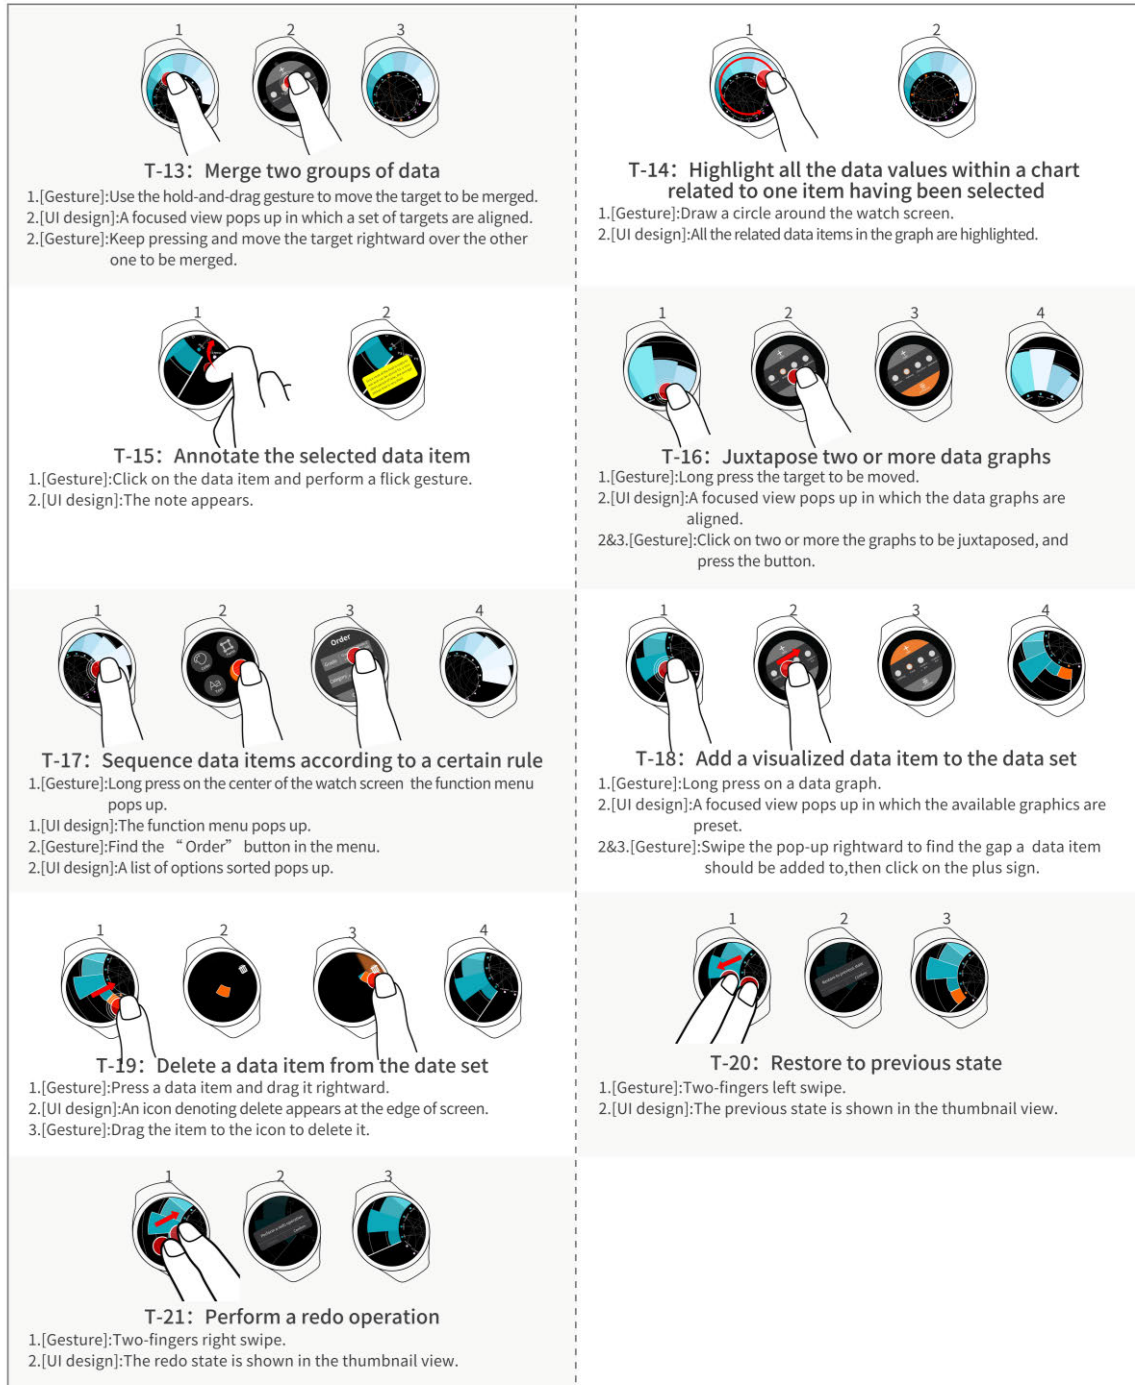 1 2 3
T-13: Merge two groups of data
1.[Gesture]:Use the hold-and-drag gesture to move the target to be merged.
2.[UI design]:A focused view pops up in which a set of targets are aligned.
2.[Gesture]:Keep pressing and move the target rightward over the other
one to be merged.
1 2
T-14: Highlight all the data values within a chart
related to one item having been selected
1.[Gesture]:Draw a circle around the watch screen.
2.[UI design]:All the related data items in the graph are highlighted.
1 2
T-15: Annotate the selected data item
1.[Gesture]:Click on the data item and perform a flick gesture.
2.[UI design]:The note appears.
1 2 3 4
T-16: Juxtapose two or more data graphs
1.[Gesture]:Long press the target to be moved.
2.[UI design]:A focused view pops up in which the data graphs are
aligned.
2&3.[Gesture]:Click on two or more the graphs to be juxtaposed, and
press the button.
1 2 3 4
Aa
Order
T-17: Sequence data items according to a certain rule
1.[Gesture]:Long press on the center of the watch screen the function menu
pops up.
1.[UI design]:The function menu pops up.
2.[Gesture]:Find the “Order” button in the menu.
2.[UI design]:A list of options sorted pops up.
1 2 3 4
T-18: Add a visualized data item to the data set
1.[Gesture]:Long press on a data graph.
2.[UI design]:A focused view pops up in which the available graphics are
preset.
2&3.[Gesture]:Swipe the pop-up rightward to find the gap a data item
should be added to,then click on the plus sign.
1 2 3 4
T-19: Delete a data item from the date set
1.[Gesture]:Press a data item and drag it rightward.
2.[UI design]:An icon denoting delete appears at the edge of screen.
3.[Gesture]:Drag the item to the icon to delete it.
1 2 3
Restore to previous state
T-20: Restore to previous state
1.[Gesture]:Two-fingers left swipe.
2.[UI design]:The previous state is shown in the thumbnail view.
1 2 3
Perform a redo operation
T-21: Perform a redo operation
1.[Gesture]:Two-fingers right swipe.
2.[UI design]:The redo state is shown in the thumbnail view.